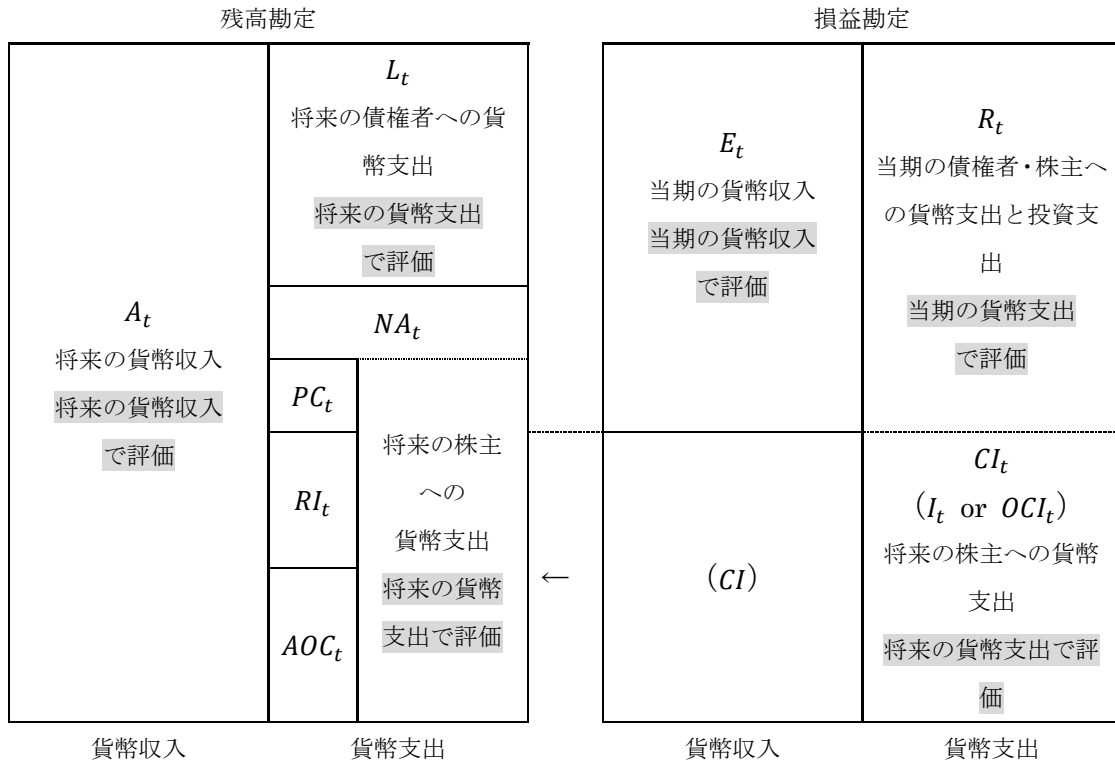 残高勘定
A_t
将来の貨幣収入
将来の貨幣収入
で評価
L_t
将来の債権者への貨
幣支出
将来の貨幣支出
で評価
NA_t
PC_t
RI_t
AOC_t
将来の株主
への
貨幣支出
将来の貨幣
支出で評価
貨幣収入
貨幣支出
←
損益勘定
E_t
当期の貨幣収入
当期の貨幣収入
で評価
(CI)
R_t
当期の債権者・株主へ
の貨幣支出と投資支
出
当期の貨幣支出
で評価
CI_t
(I_t or OCI_t)
将来の株主への貨幣
支出
将来の貨幣支出で評
価
貨幣収入
貨幣支出